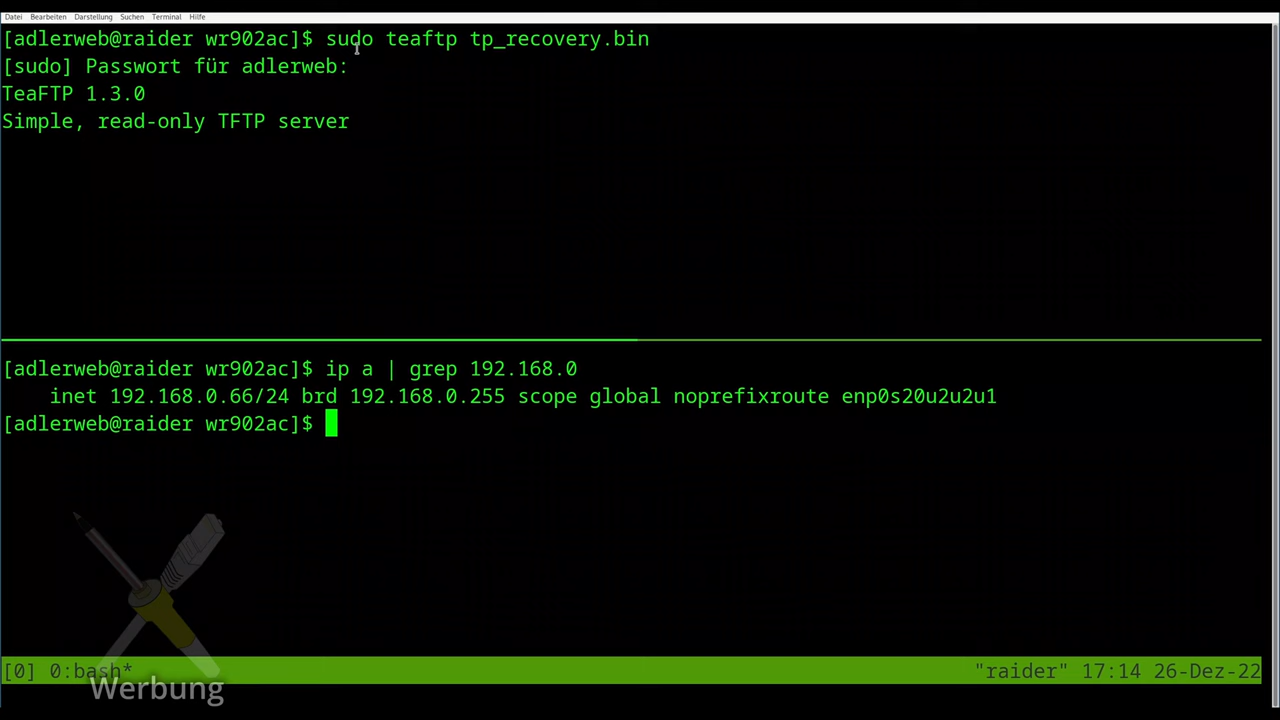 Datei Bearbeiten Darstellung Suchen Terminal Hilfe
[adlerweb@raider wr902ac]$ sudo teaftp tp_recovery.bin
[sudo] Passwort für adlerweb:
TeaFTP 1.3.0
Simple, read-only TFTP server
[adlerweb@raider wr902ac]$ ip a | grep 192.168.0
    inet 192.168.0.66/24 brd 192.168.0.255 scope global noprefixroute enp0s20u2u2u1
[adlerweb@raider wr902ac]$
[0] 0:bash* "raider" 17:14 26-Dez-22
Werbung